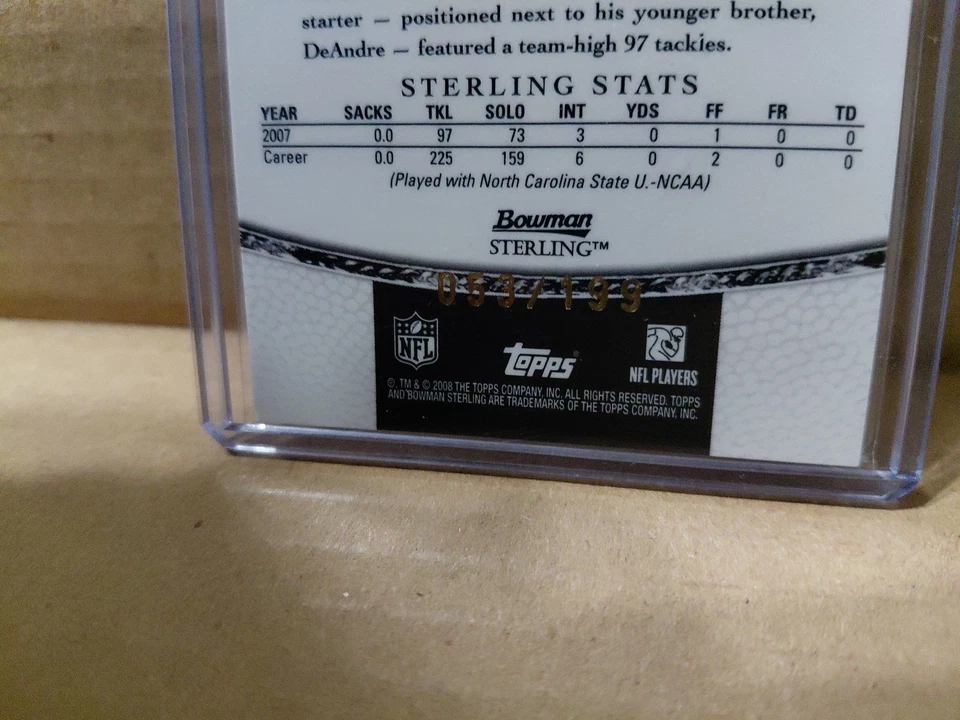 starter — positioned next to his younger brother,
DeAndre — featured a team-high 97 tackies.
STERLING STATS
YEAR SACKS TKL SOLO INT YDS FF FR TD
2007 0.0 97 73 3 0 1 0 0
Career 0.0 225 159 6 0 2 0 0
(Played with North Carolina State U.-NCAA)
Bowman
STERLING™
053/199
NFL
topps®
NFL PLAYERS
®, TM & © 2008 THE TOPPS COMPANY, INC. ALL RIGHTS RESERVED. TOPPS
AND BOWMAN STERLING ARE TRADEMARKS OF THE TOPPS COMPANY, INC.